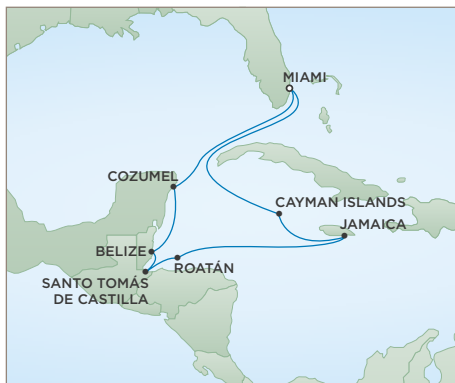 MIAMI
COZUMEL
CAYMAN ISLANDS
JAMAICA
BELIZE
ROATÁN
SANTO TOMÁS
DE CASTILLA